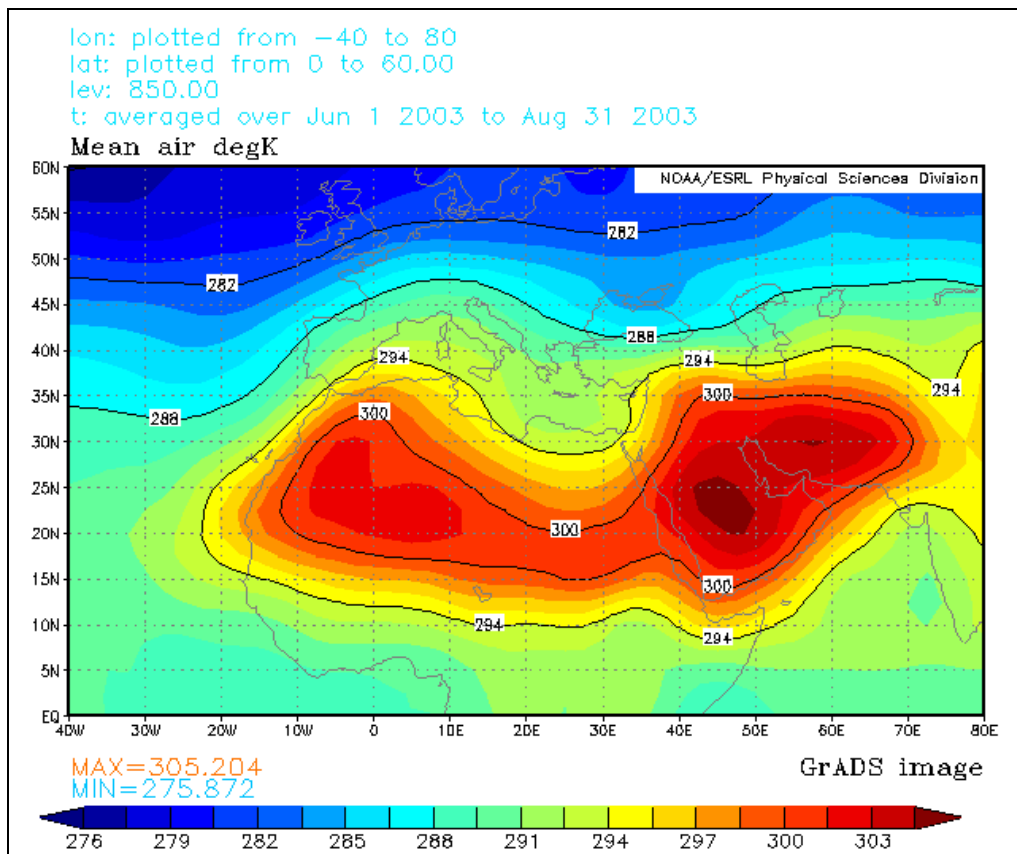 lon: plotted from -40 to 80
lat: plotted from 0 to 60.00
lev: 850.00
t: averaged over Jun 1 2003 to Aug 31 2003
Mean air degK
60N
NOAA/ESRL Physical Sciences Division
55N
282
50N
282
45N
288
40N
294
294
294
35N
300
300
288
30N
25N
20N
300
15N
300
10N
294
294
5N
EQ
40W 30W 20W 10W 0 10E 20E 30E 40E 50E 60E 70E 80E
MAX=305.204
GrADS image
MIN=275.872
276 279 282 285 288 291 294 297 300 303